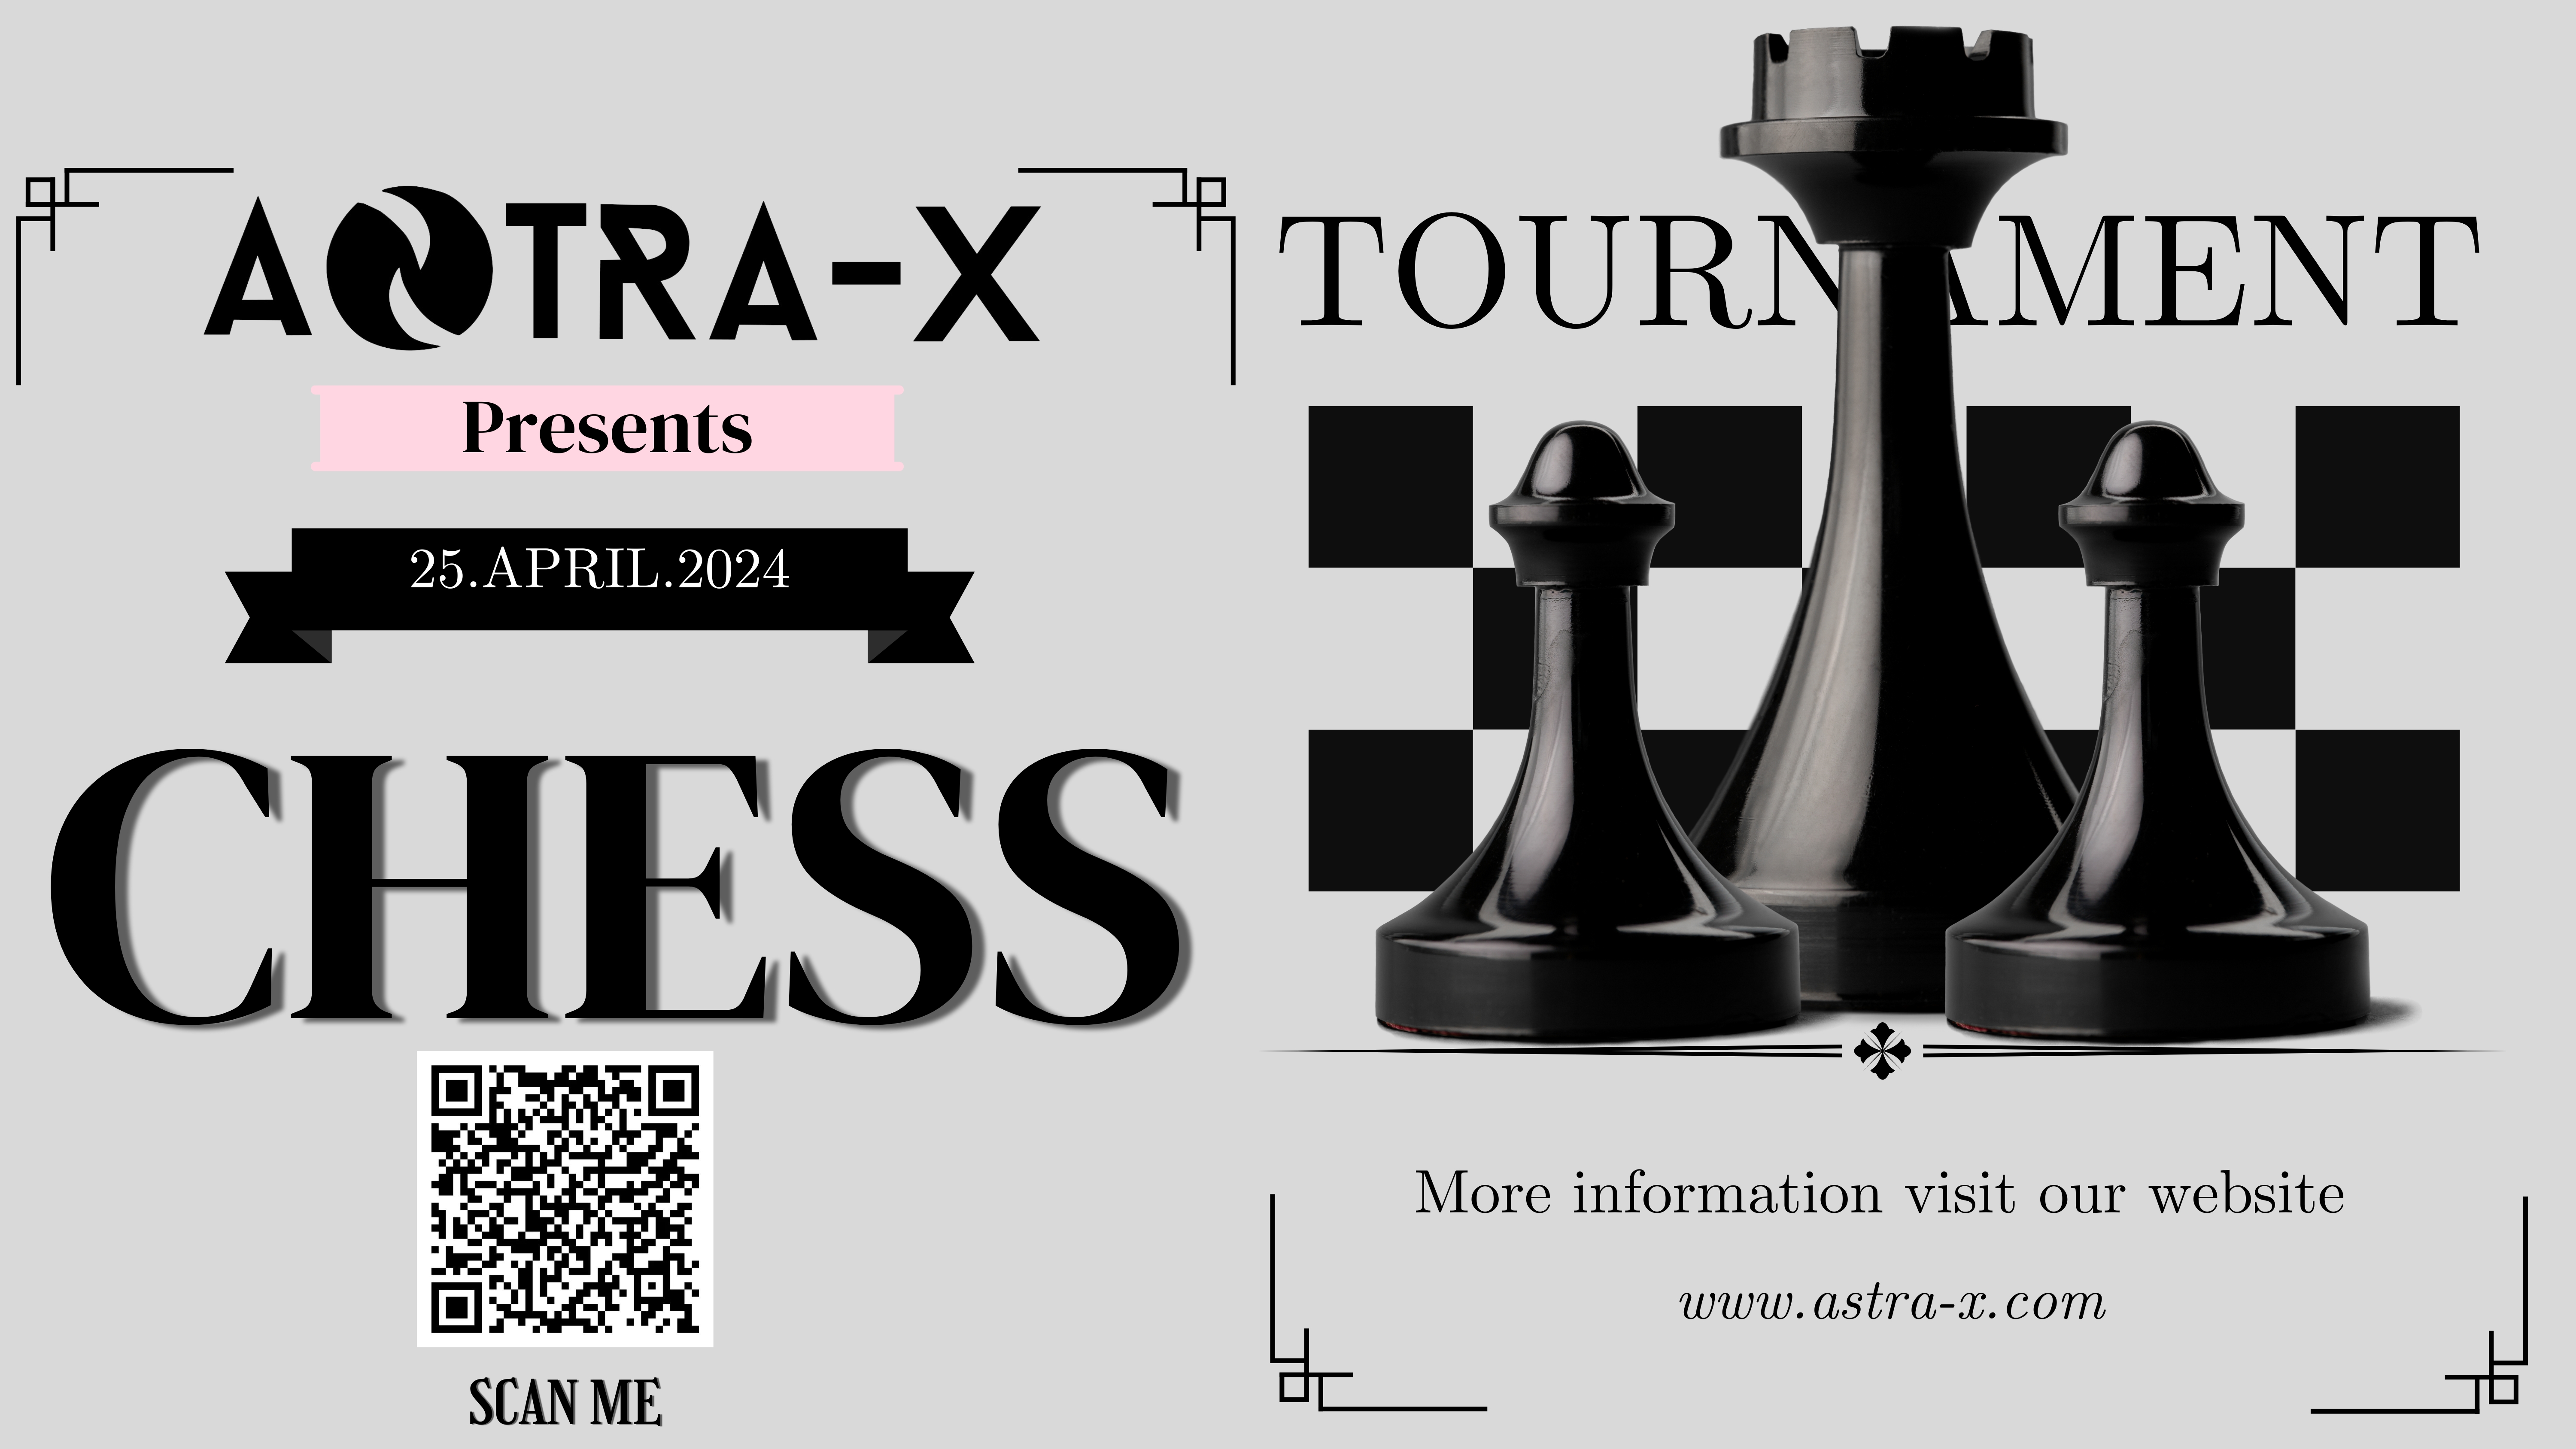 ASTRA-X
Presents
25.APRIL.2024
CHESS
SCAN ME
TOURNAMENT
More information visit our website
www.astra-x.com